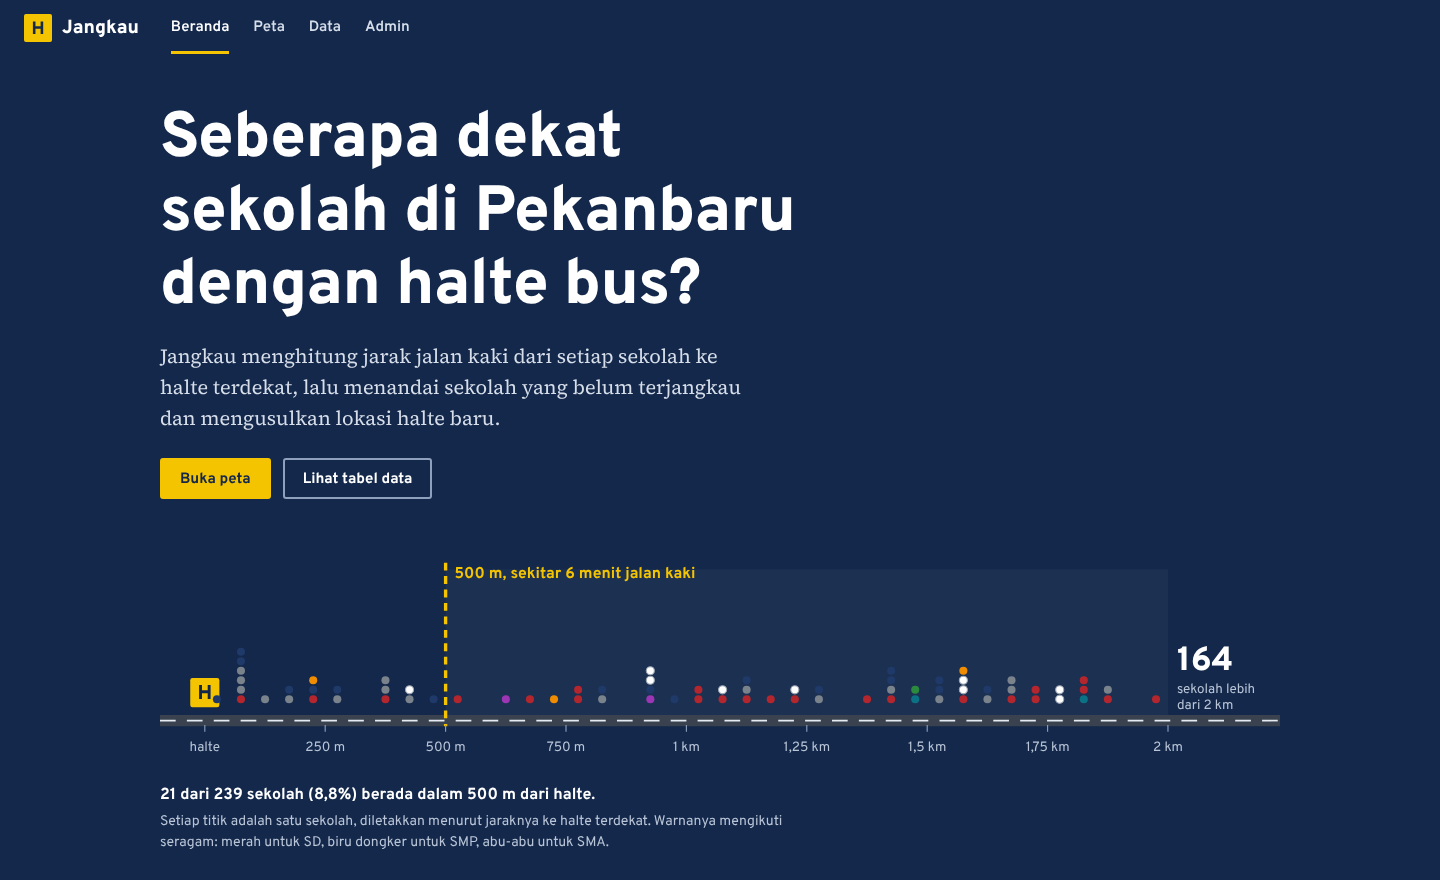 H Jangkau Beranda Peta Data Admin
Seberapa dekat
sekolah di Pekanbaru
dengan halte bus?
Jangkau menghitung jarak jalan kaki dari setiap sekolah ke
halte terdekat, lalu menandai sekolah yang belum terjangkau
dan mengusulkan lokasi halte baru.
Buka peta Lihat tabel data
500 m, sekitar 6 menit jalan kaki
H
164
sekolah lebih
dari 2 km
halte 250 m 500 m 750 m 1 km 1,25 km 1,5 km 1,75 km 2 km
21 dari 239 sekolah (8,8%) berada dalam 500 m dari halte.
Setiap titik adalah satu sekolah, diletakkan menurut jaraknya ke halte terdekat. Warnanya mengikuti
seragam: merah untuk SD, biru dongker untuk SMP, abu-abu untuk SMA.